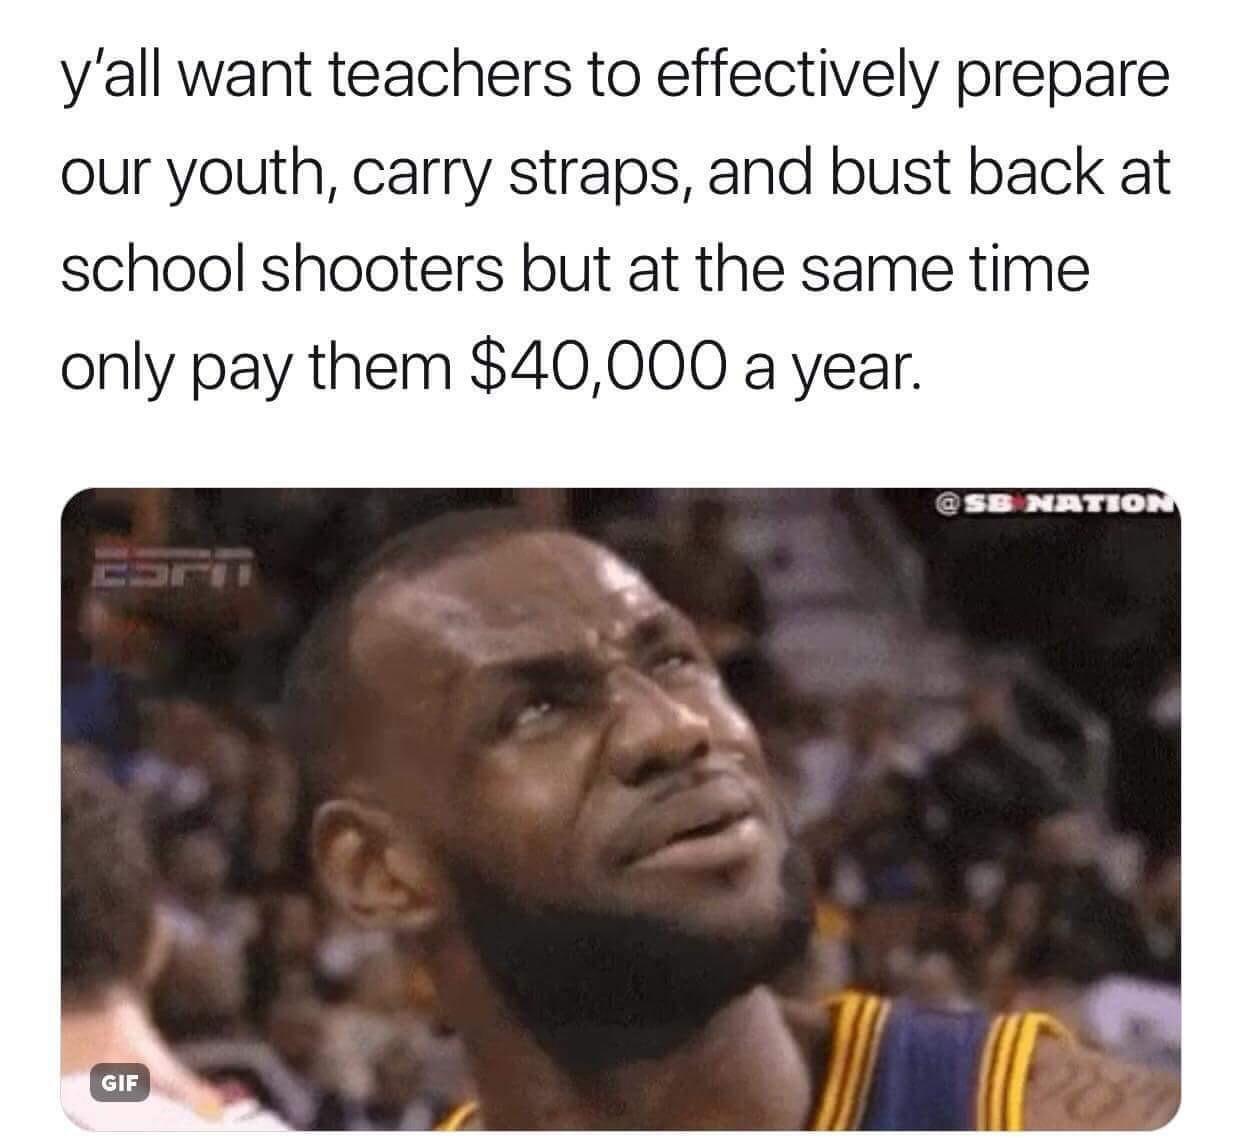 y'all want teachers to effectively prepare
our youth, carry straps, and bust back at
school shooters but at the same time
only pay them $40,000 a year.
@SB NATION
ESPN
GIF